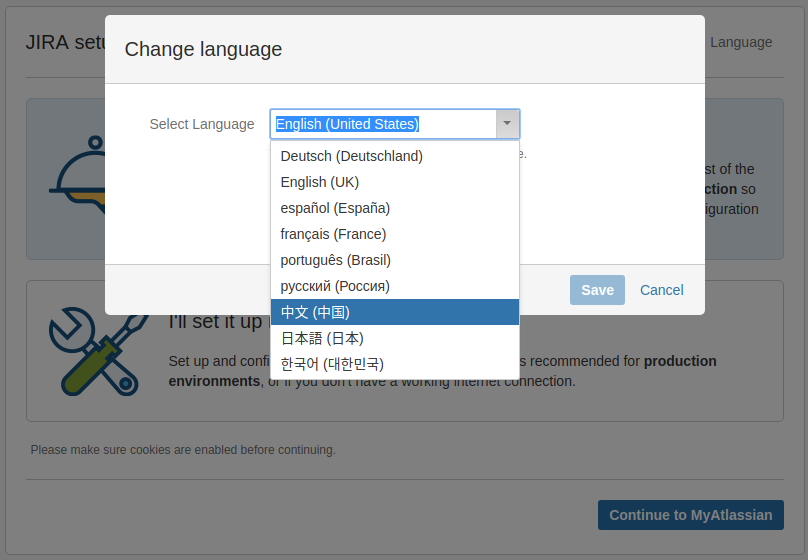 JIRA setu
Language
Change language
Select Language
English (United States)
e.
Deutsch (Deutschland)
English (UK)
español (España)
français (France)
português (Brasil)
русский (Россия)
中文 (中国)
日本語 (日本)
한국어 (대한민국)
st of the
ction so
iguration
Save Cancel
I'll set it up
Set up and confi s recommended for production
environments, or if you don't have a working internet connection.
Please make sure cookies are enabled before continuing.
Continue to MyAtlassian